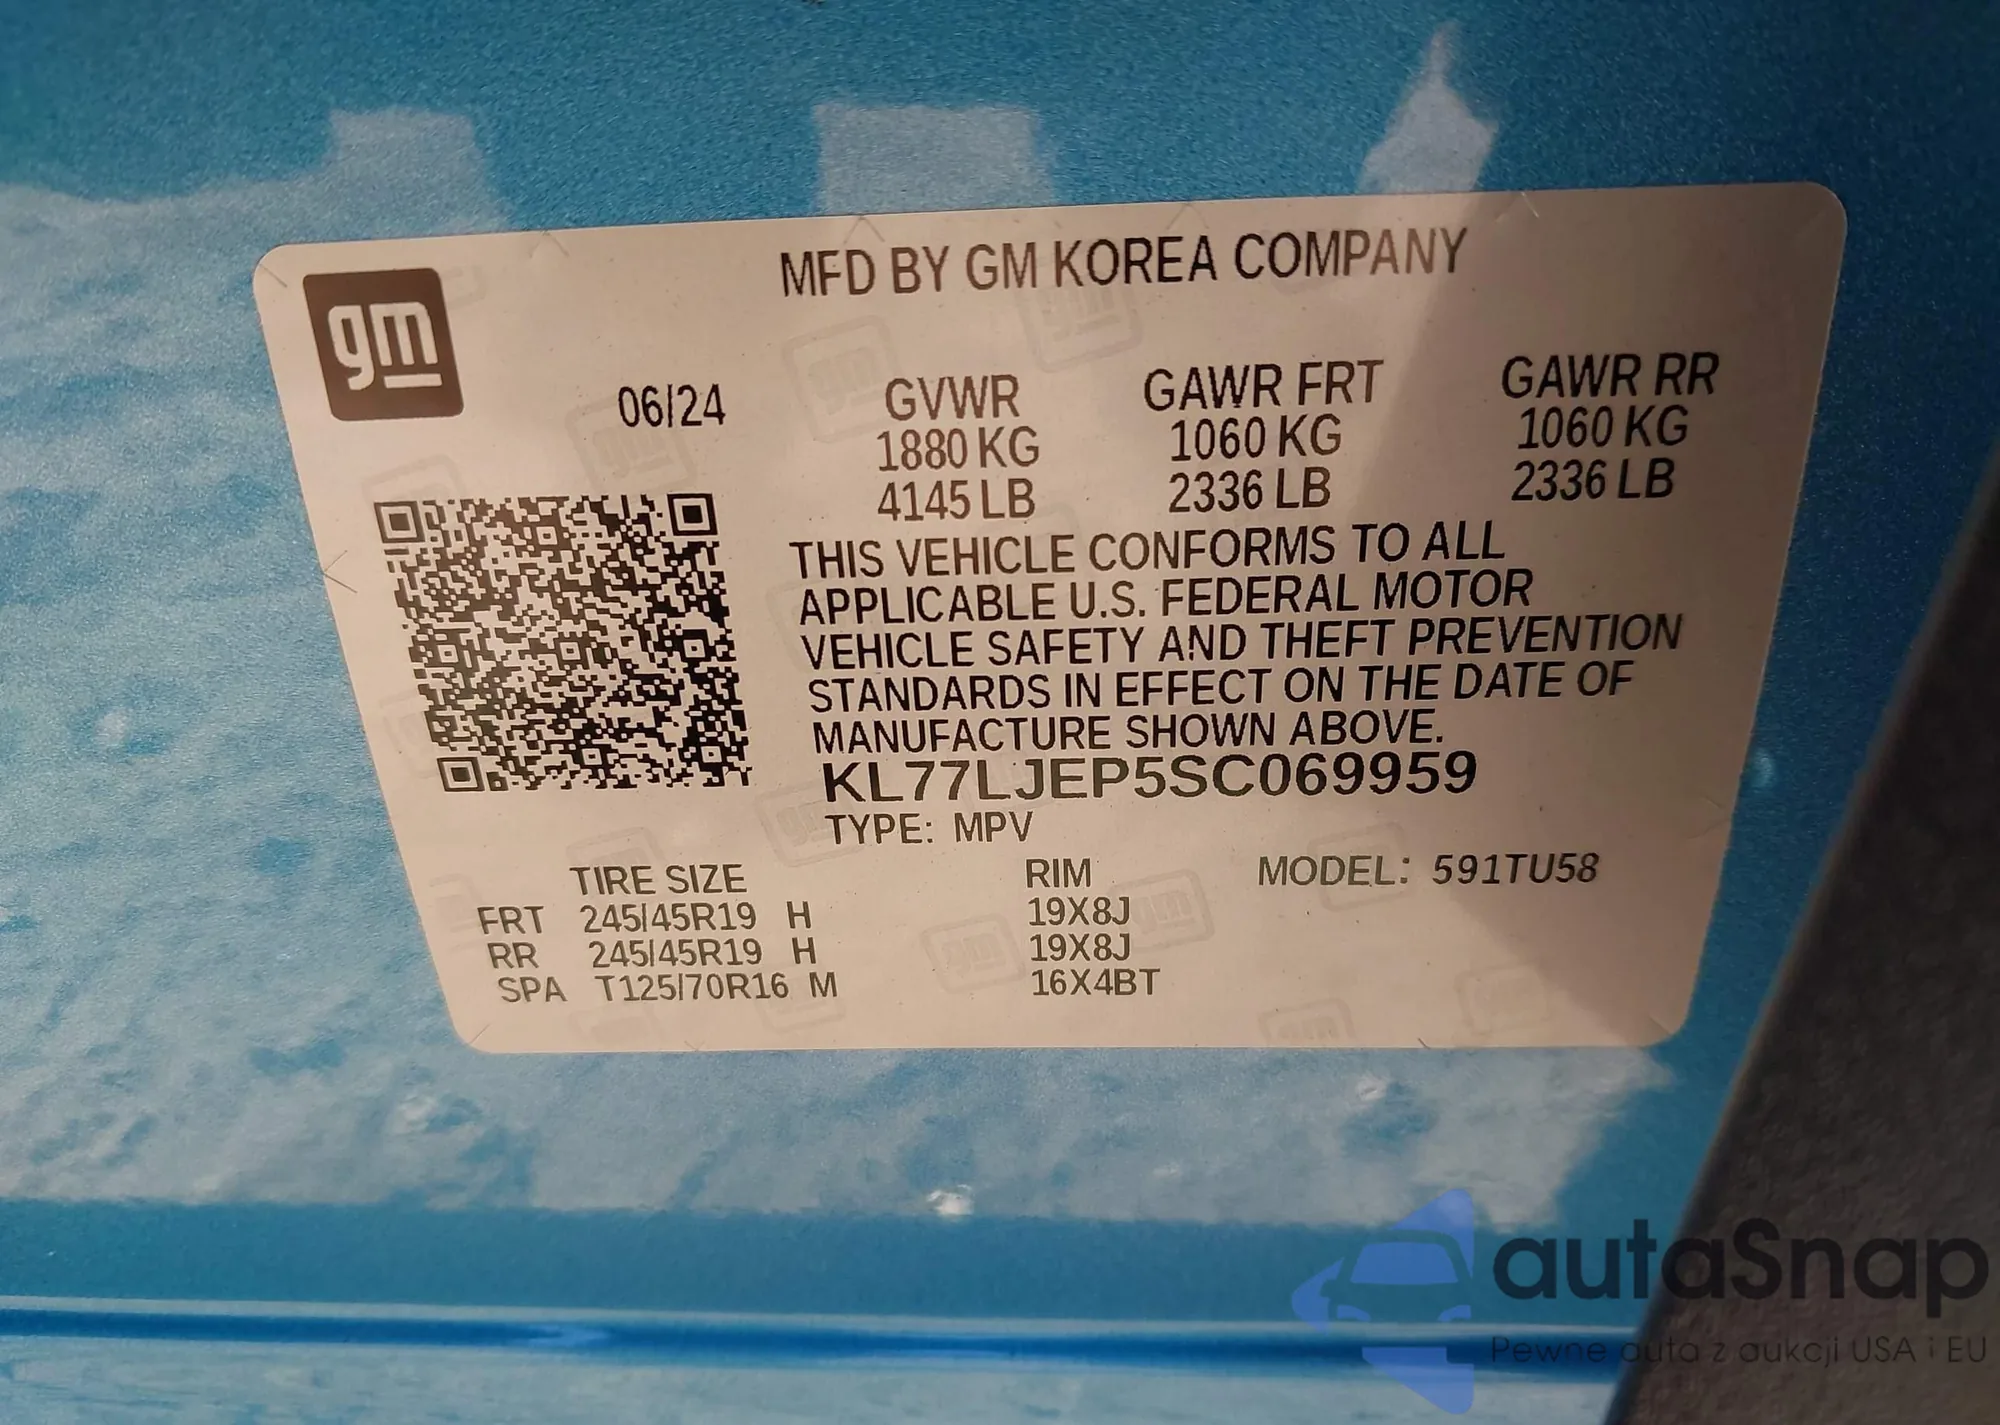 gm
MFD BY GM KOREA COMPANY
06/24
GVWR GAWR FRT GAWR RR
1880 KG 1060 KG 1060 KG
4145 LB 2336 LB 2336 LB
THIS VEHICLE CONFORMS TO ALL
APPLICABLE U.S. FEDERAL MOTOR
VEHICLE SAFETY AND THEFT PREVENTION
STANDARDS IN EFFECT ON THE DATE OF
MANUFACTURE SHOWN ABOVE.
KL77LJEP5SC069959
TYPE: MPV
TIRE SIZE RIM MODEL: 591TU58
FRT 245/45R19 H 19X8J
RR 245/45R19 H 19X8J
SPA T125/70R16 M 16X4BT
autaSnap
Pewne auta z aukcji USA i EU